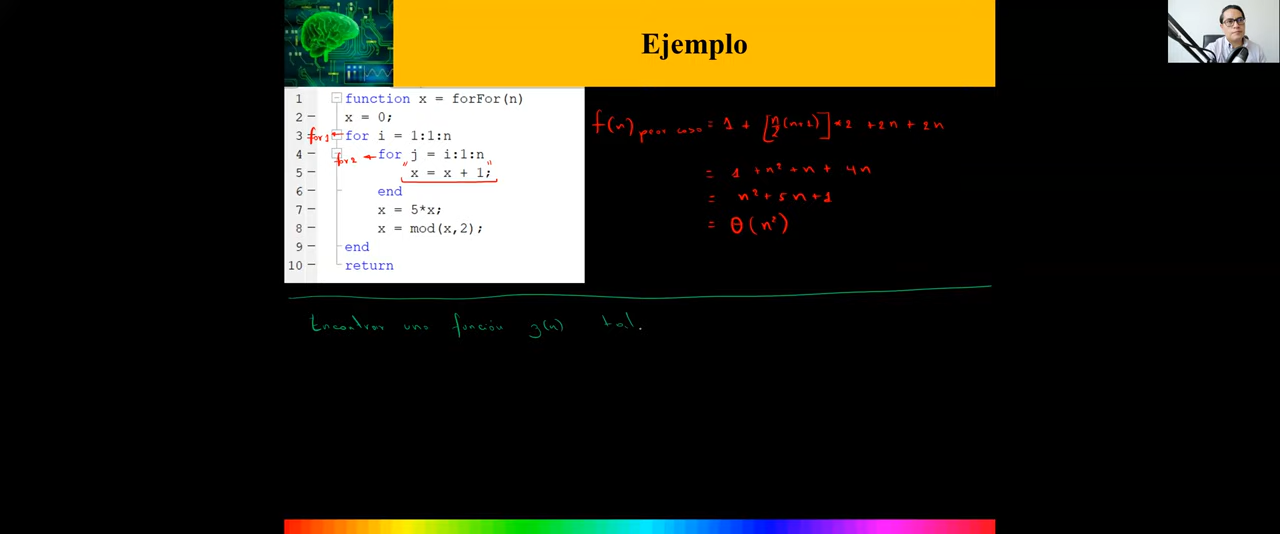 Ejemplo
1 function x = forFor(n)
2 x = 0;
3 for1 for i = 1:1:n
4 for2 for j = i:1:n
5 " x = x + 1; "
6 end
7 x = 5*x;
8 x = mod(x,2);
9 end
10 return
f(n) peor caso = 1 + [n/2 (n+1)] * 2 + 2n + 2n
= 1 + n² + n + 4n
= n² + 5n + 1
= θ(n²)
Encontrar una función g(n) tal